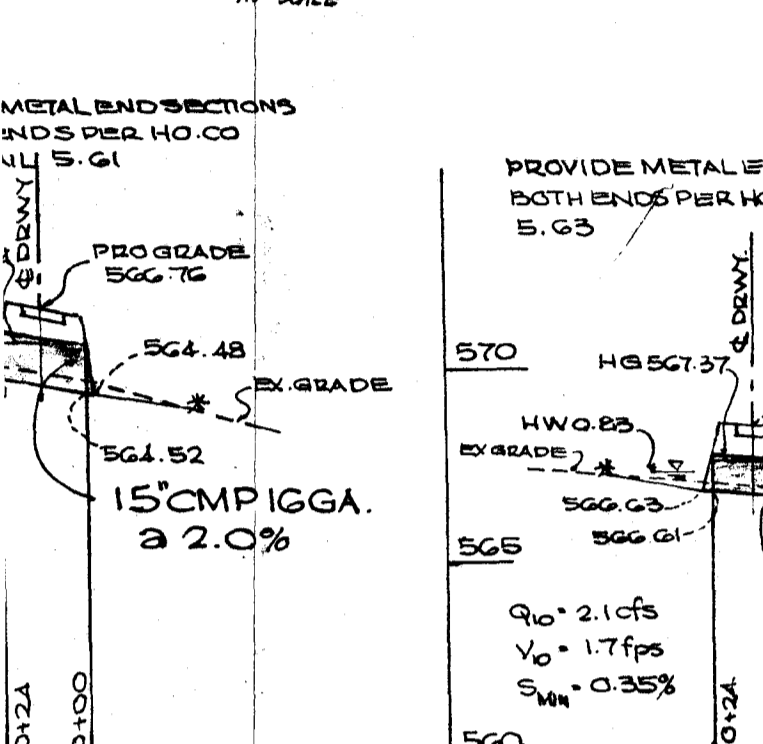 METAL END SECTIONS
ENDS PER HO.CO
5.61
℄ DRWY
PRO GRADE
566.76
564.48
EX. GRADE
564.52
15" CMP 16GA.
a 2.0%
0+24
0+00
PROVIDE METAL E
BOTH ENDS PER HO
5.63
℄ DRWY.
570
HG 567.37
HW 0.83
EX GRADE
566.63
566.61
565
Q10 = 2.1 cfs
V10 = 1.7 fps
SMIN = 0.35%
0+24
560